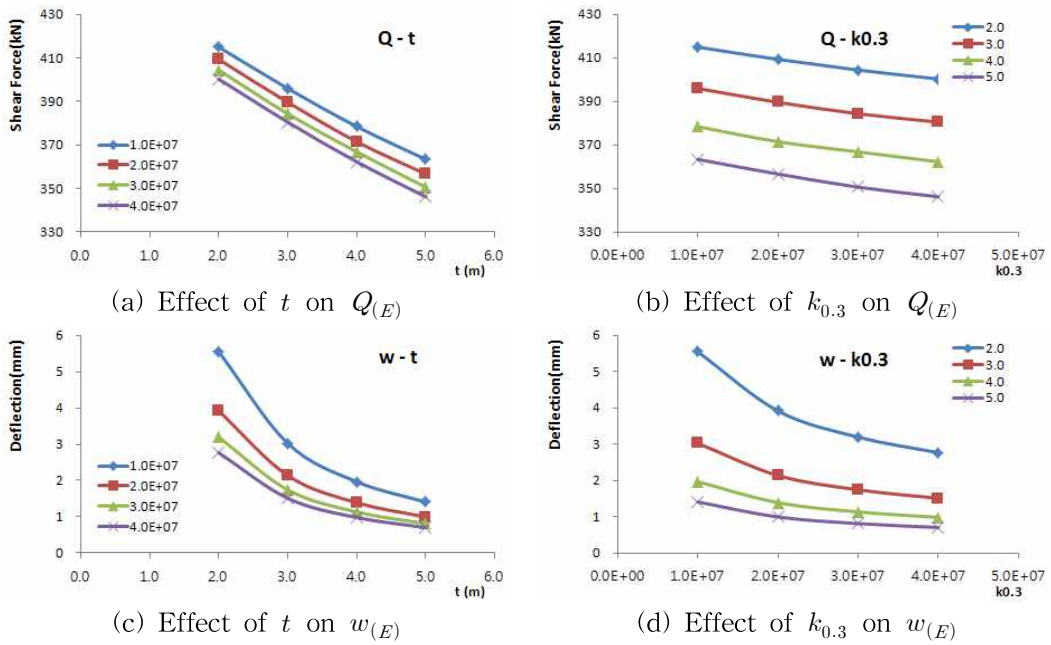 Shear Force(kN)
430
410
390
370
350
330
Q - t
1.0E+07
2.0E+07
3.0E+07
4.0E+07
0.0 1.0 2.0 3.0 4.0 5.0 6.0
t (m)
(a) Effect of t on Q(E)
Shear Force(kN)
430
410
390
370
350
330
Q - k0.3
2.0
3.0
4.0
5.0
0.0E+00 1.0E+07 2.0E+07 3.0E+07 4.0E+07 5.0E+07
k0.3
(b) Effect of k0.3 on Q(E)
Deflection(mm)
6
5
4
3
2
1
0
w - t
1.0E+07
2.0E+07
3.0E+07
4.0E+07
0.0 1.0 2.0 3.0 4.0 5.0 6.0
t (m)
(c) Effect of t on w(E)
Deflection(mm)
6
5
4
3
2
1
0
w - k0.3
2.0
3.0
4.0
5.0
0.0E+00 1.0E+07 2.0E+07 3.0E+07 4.0E+07 5.0E+07
k0.3
(d) Effect of k0.3 on w(E)